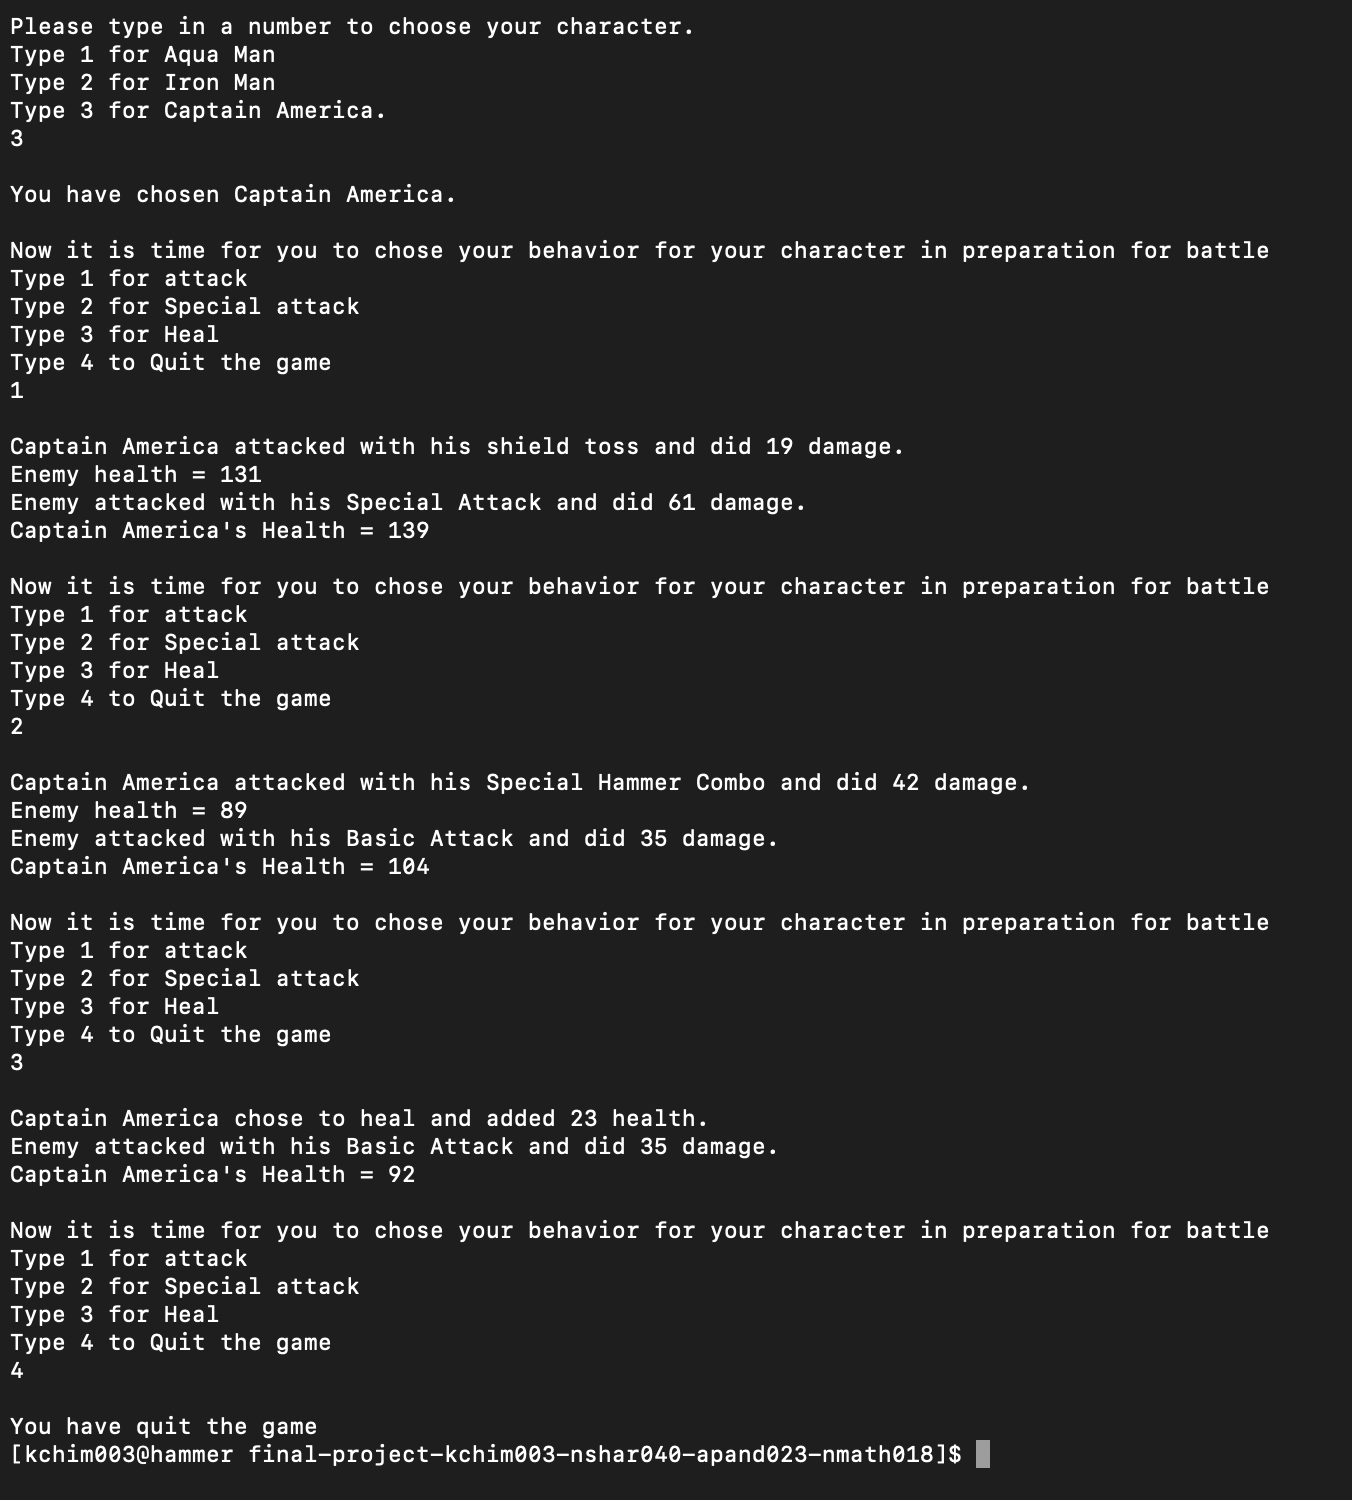 Please type in a number to choose your character.
Type 1 for Aqua Man
Type 2 for Iron Man
Type 3 for Captain America.
3
You have chosen Captain America.
Now it is time for you to chose your behavior for your character in preparation for battle
Type 1 for attack
Type 2 for Special attack
Type 3 for Heal
Type 4 to Quit the game
1
Captain America attacked with his shield toss and did 19 damage.
Enemy health = 131
Enemy attacked with his Special Attack and did 61 damage.
Captain America's Health = 139
Now it is time for you to chose your behavior for your character in preparation for battle
Type 1 for attack
Type 2 for Special attack
Type 3 for Heal
Type 4 to Quit the game
2
Captain America attacked with his Special Hammer Combo and did 42 damage.
Enemy health = 89
Enemy attacked with his Basic Attack and did 35 damage.
Captain America's Health = 104
Now it is time for you to chose your behavior for your character in preparation for battle
Type 1 for attack
Type 2 for Special attack
Type 3 for Heal
Type 4 to Quit the game
3
Captain America chose to heal and added 23 health.
Enemy attacked with his Basic Attack and did 35 damage.
Captain America's Health = 92
Now it is time for you to chose your behavior for your character in preparation for battle
Type 1 for attack
Type 2 for Special attack
Type 3 for Heal
Type 4 to Quit the game
4
You have quit the game
[kchim003@hammer final-project-kchim003-nshar040-apand023-nmath018]$